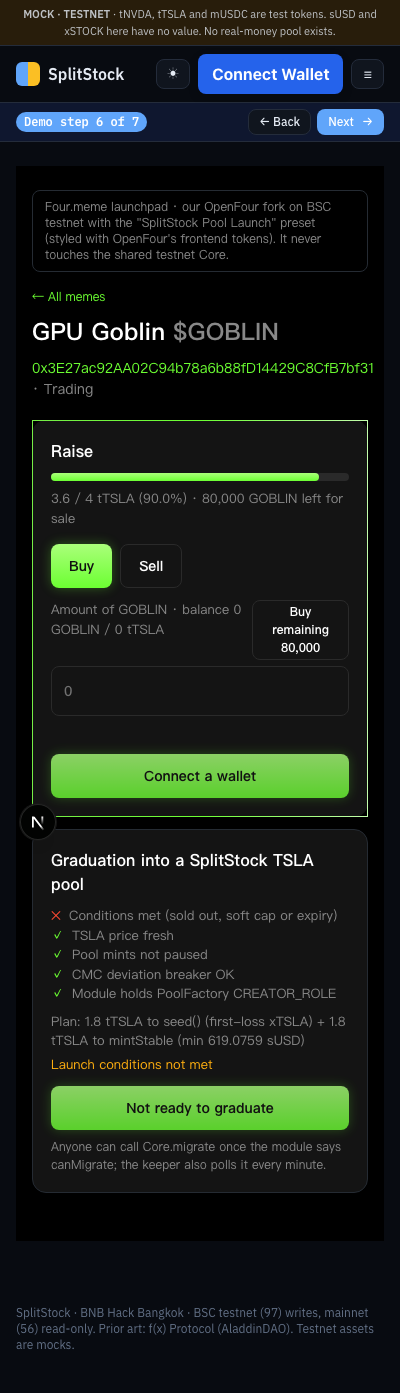 MOCK · TESTNET · tNVDA, tTSLA and mUSDC are test tokens. sUSD and
xSTOCK here have no value. No real-money pool exists.
SplitStock
☀
Connect Wallet
≡
Demo step 6 of 7
← Back
Next →
Four.meme launchpad · our OpenFour fork on BSC
testnet with the "SplitStock Pool Launch" preset
(styled with OpenFour's frontend tokens). It never
touches the shared testnet Core.
← All memes
GPU Goblin $GOBLIN
0x3E27ac92AA02C94b78a6b88fD14429C8CfB7bf31
· Trading
Raise
3.6 / 4 tTSLA (90.0%) · 80,000 GOBLIN left for
sale
Buy
Sell
Amount of GOBLIN · balance 0
GOBLIN / 0 tTSLA
Buy
remaining
80,000
0
Connect a wallet
N
Graduation into a SplitStock TSLA
pool
✕ Conditions met (sold out, soft cap or expiry)
✓ TSLA price fresh
✓ Pool mints not paused
✓ CMC deviation breaker OK
✓ Module holds PoolFactory CREATOR_ROLE
Plan: 1.8 tTSLA to seed() (first-loss xTSLA) + 1.8
tTSLA to mintStable (min 619.0759 sUSD)
Launch conditions not met
Not ready to graduate
Anyone can call Core.migrate once the module says
canMigrate; the keeper also polls it every minute.
SplitStock · BNB Hack Bangkok · BSC testnet (97) writes, mainnet
(56) read-only. Prior art: f(x) Protocol (AladdinDAO). Testnet assets
are mocks.